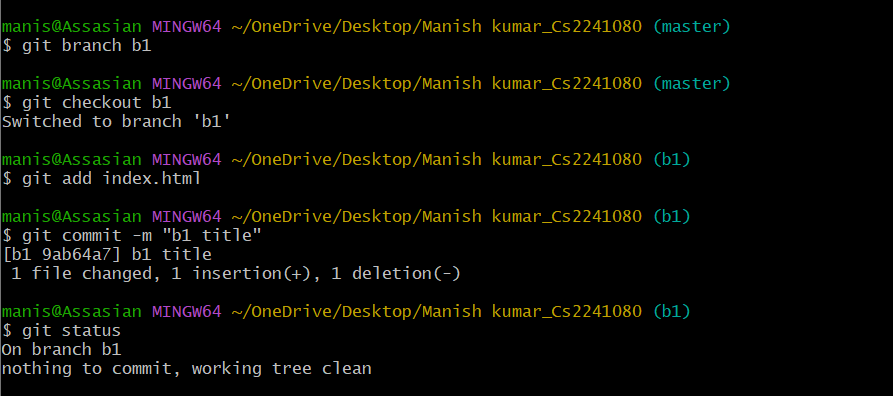 manis@Assasian MINGW64 ~/OneDrive/Desktop/Manish kumar_Cs2241080 (master)
$ git branch b1
manis@Assasian MINGW64 ~/OneDrive/Desktop/Manish kumar_Cs2241080 (master)
$ git checkout b1
Switched to branch 'b1'
manis@Assasian MINGW64 ~/OneDrive/Desktop/Manish kumar_Cs2241080 (b1)
$ git add index.html
manis@Assasian MINGW64 ~/OneDrive/Desktop/Manish kumar_Cs2241080 (b1)
$ git commit -m "b1 title"
[b1 9ab64a7] b1 title
 1 file changed, 1 insertion(+), 1 deletion(-)
manis@Assasian MINGW64 ~/OneDrive/Desktop/Manish kumar_Cs2241080 (b1)
$ git status
On branch b1
nothing to commit, working tree clean